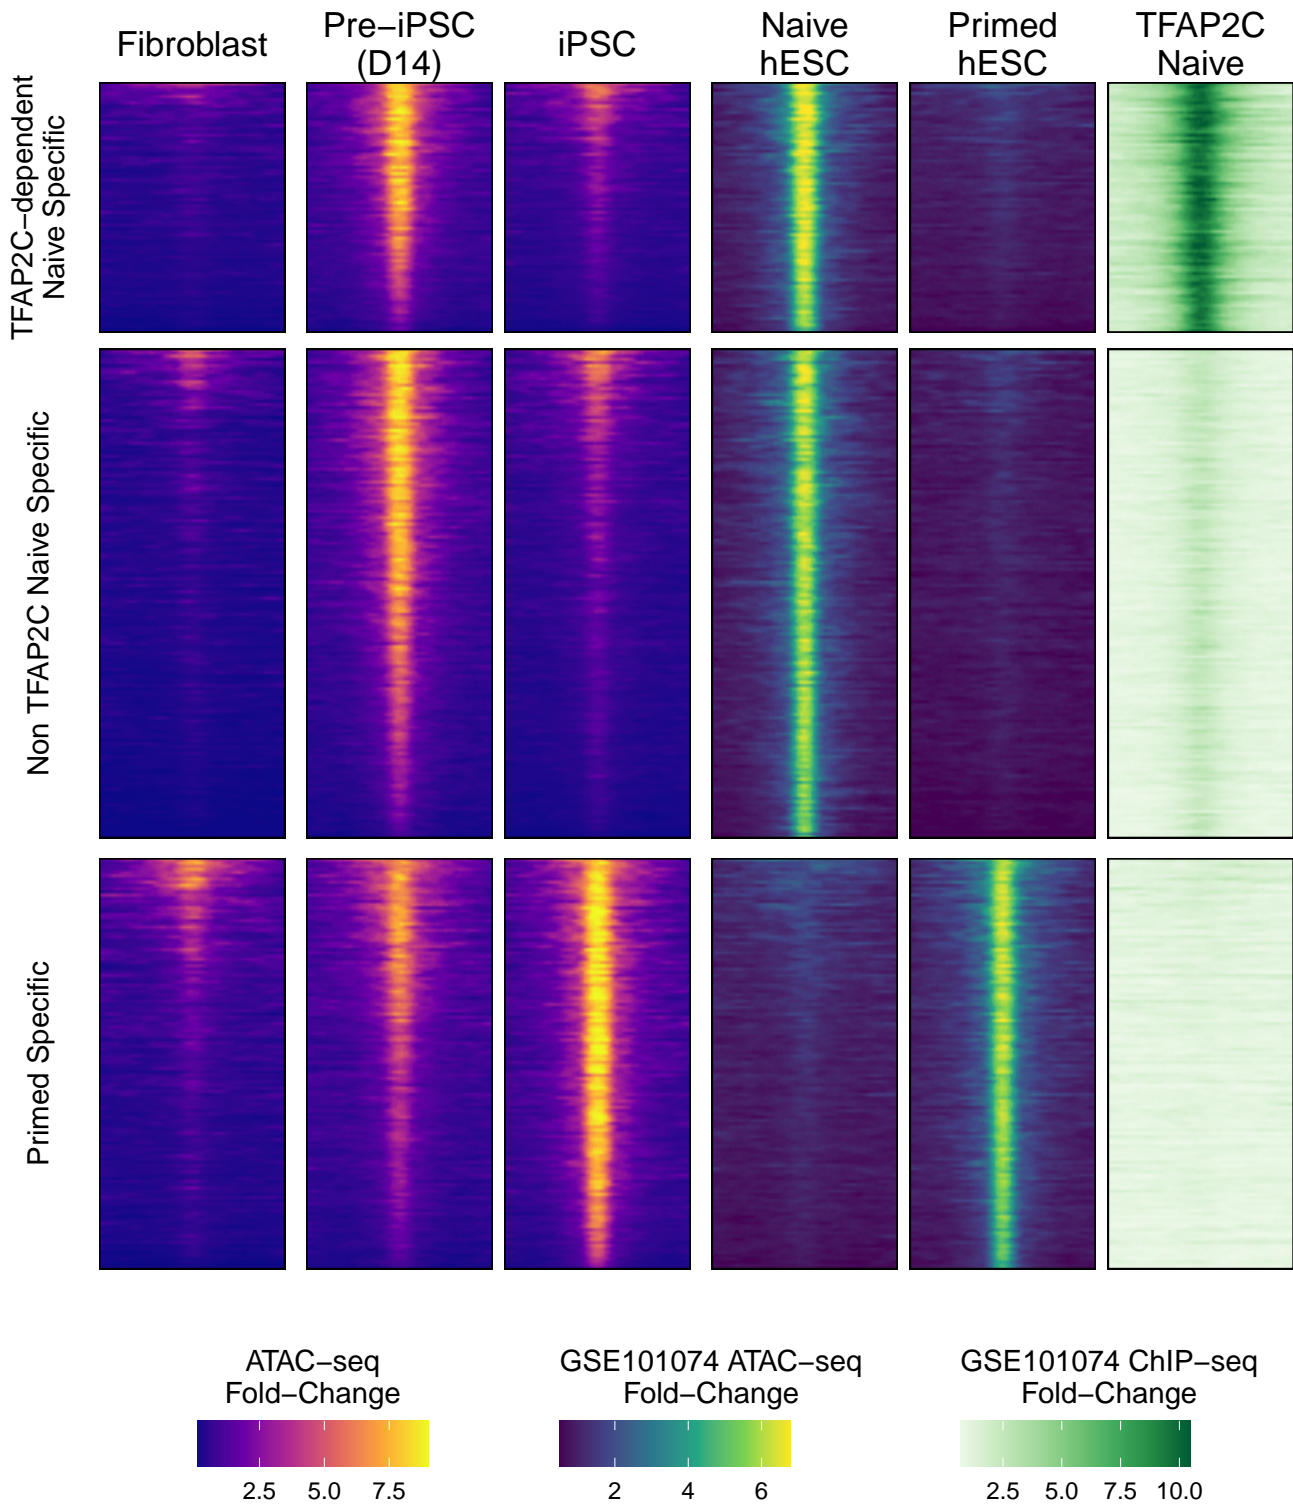 Fibroblast
Pre−iPSC
(D14)
iPSC
Naive
hESC
Primed
hESC
TFAP2C
Naive
TFAP2C−dependent
Naive Specific
Non TFAP2C Naive Specific
Primed Specific
ATAC−seq
Fold−Change
2.5 5.0 7.5
GSE101074 ATAC−seq
Fold−Change
2 4 6
GSE101074 ChIP−seq
Fold−Change
2.5 5.0 7.5 10.0